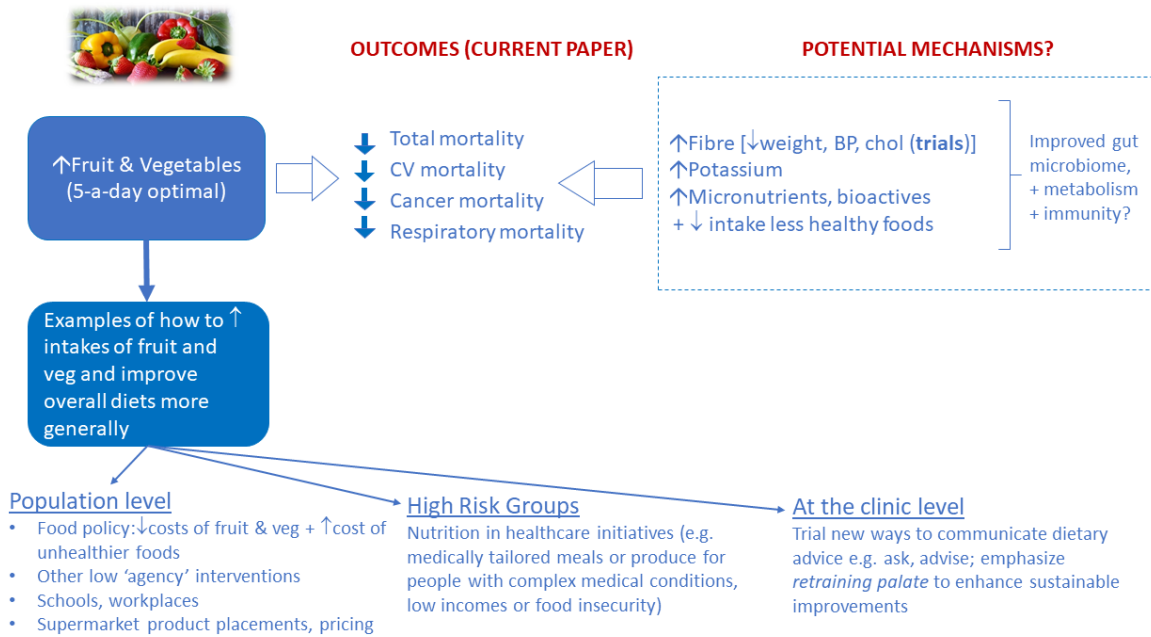 OUTCOMES (CURRENT PAPER)
POTENTIAL MECHANISMS?
↑Fruit & Vegetables
(5-a-day optimal)
Total mortality
CV mortality
Cancer mortality
Respiratory mortality
↑Fibre [↓weight, BP, chol (trials)]
↑Potassium
↑Micronutrients, bioactives
+ ↓ intake less healthy foods
Improved gut
microbiome,
+ metabolism
+ immunity?
Examples of how to ↑
intakes of fruit and
veg and improve
overall diets more
generally
Population level
• Food policy:↓costs of fruit & veg + ↑cost of
unhealthier foods
• Other low ‘agency’ interventions
• Schools, workplaces
• Supermarket product placements, pricing
High Risk Groups
Nutrition in healthcare initiatives (e.g.
medically tailored meals or produce for
people with complex medical conditions,
low incomes or food insecurity)
At the clinic level
Trial new ways to communicate dietary
advice e.g. ask, advise; emphasize
retraining palate to enhance sustainable
improvements